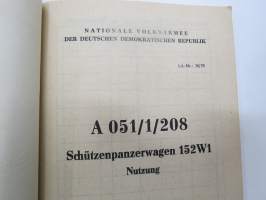 NATIONALE VOLKSARMEE
DER DEUTSCHEN DEMOKRATISCHEN REPUBLIK
A 051/1/208
Schützenpanzerwagen 152W1
Nutzung